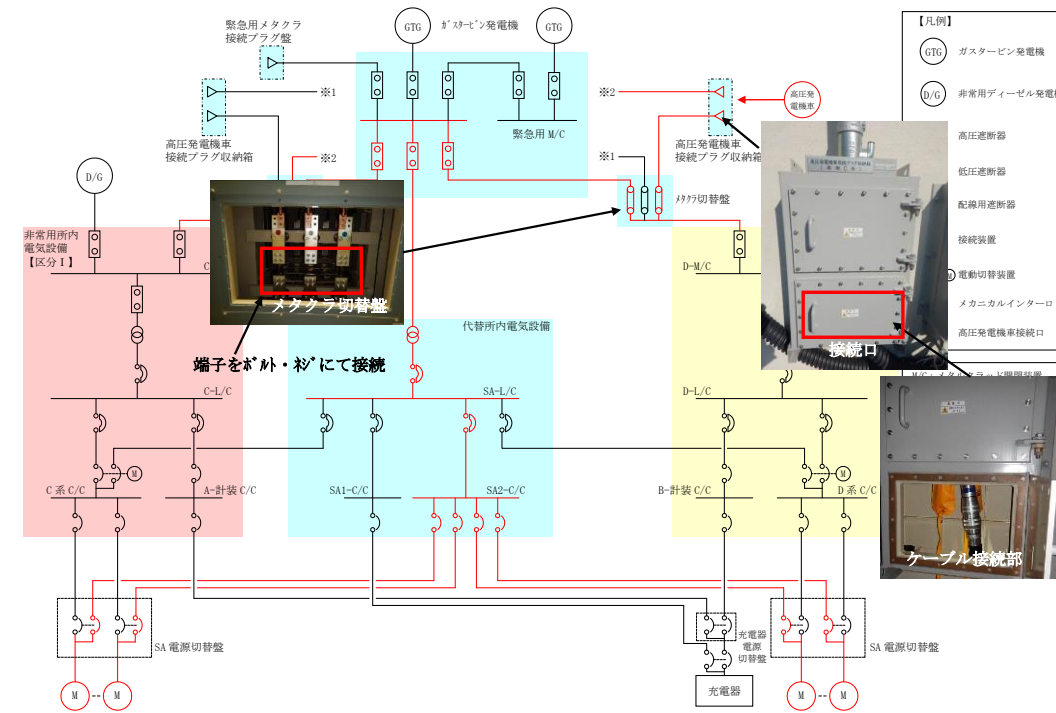 緊急用メタクラ
接続プラグ盤
GTG
ガスタービン発電機
GTG
【凡例】
GTG ガスタービン発電機
D/G 非常用ディーゼル発電機
高圧遮断器
低圧遮断器
配線用遮断器
接続装置
M 電動切替装置
メカニカルインターロ
高圧発電機車接続口
※1
※2
高圧発
電機車
緊急用 M/C
高圧発電機車
接続プラグ収納箱
※2
高圧発電機車
接続プラグ収納箱
※1
D/G
メタクラ切替盤
非常用所内
電気設備
【区分Ⅰ】
D-M/C
メタクラ切替盤
接続口
代替所内電気設備
端子をボルト・ネジにて接続
C-L/C
SA-L/C
D-L/C
M
M
C 系 C/C
A-計装 C/C
SA1-C/C
SA2-C/C
B-計装 C/C
D 系 C/C
ケーブル接続部
SA 電源切替盤
充電器
電源
切替盤
SA 電源切替盤
M
M
充電器
M
M